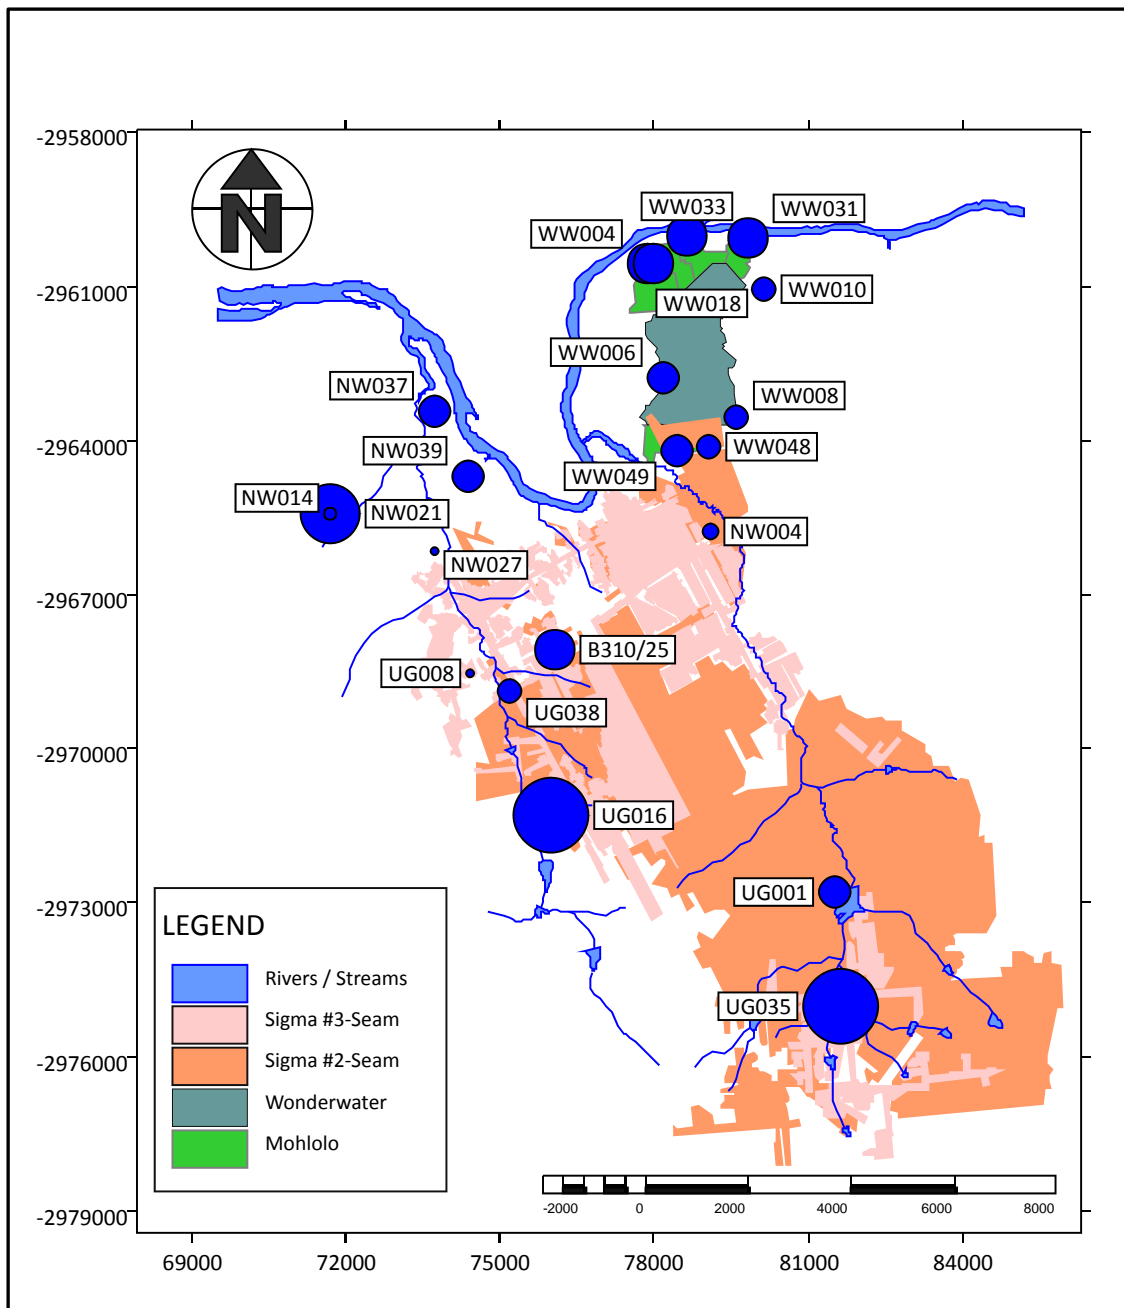 -2958000
-2961000
-2964000
-2967000
-2970000
-2973000
-2976000
-2979000
N
WW033
WW031
WW004
WW010
WW018
WW006
NW037
WW008
NW039
WW048
WW049
NW014
NW021
NW004
NW027
B310/25
UG008
UG038
UG016
UG001
UG035
LEGEND
Rivers / Streams
Sigma #3-Seam
Sigma #2-Seam
Wonderwater
Mohlolo
-2000 0 2000 4000 6000 8000
69000 72000 75000 78000 81000 84000